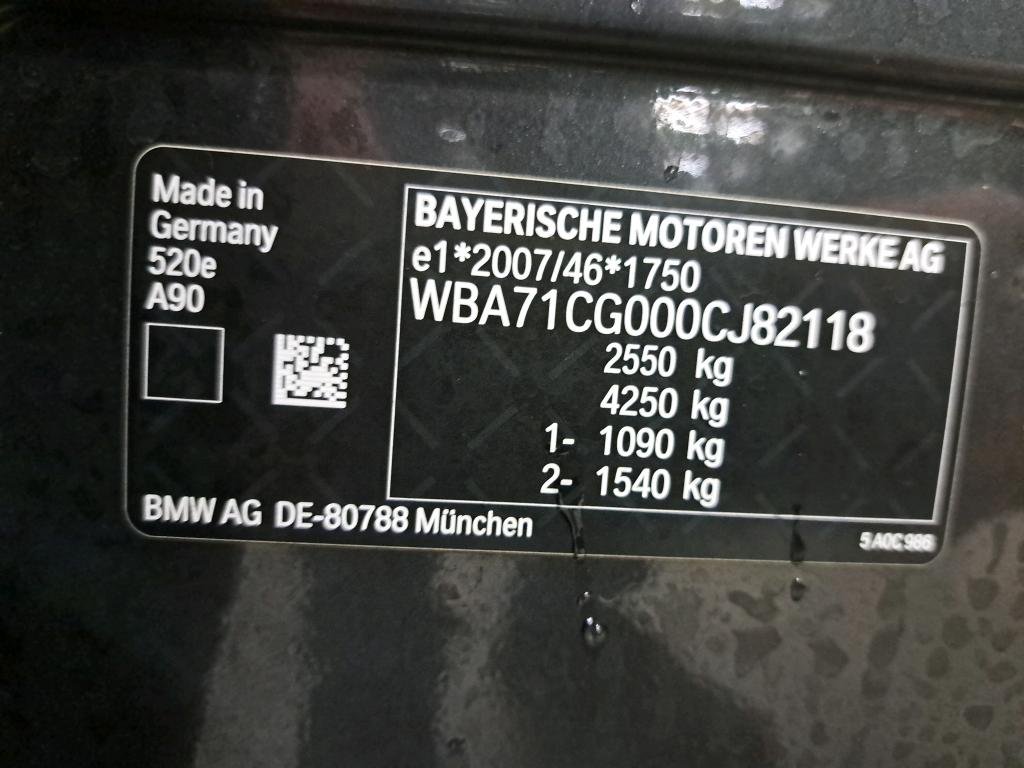 Made in
Germany
520e
A90
BAYERISCHE MOTOREN WERKE AG
e1*2007/46*1750
WBA71CG000CJ82118
2550 kg
4250 kg
1- 1090 kg
2- 1540 kg
BMW AG DE-80788 München
5A0C986